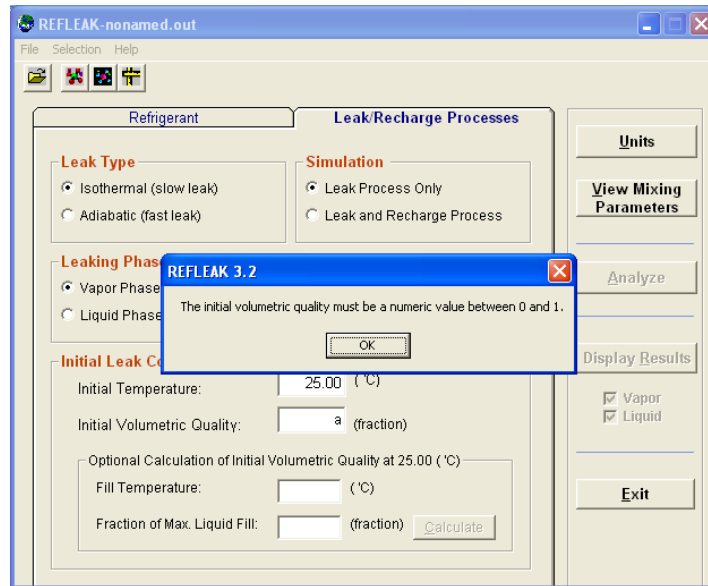 REFLEAK-nonamed.out
File Selection Help
Refrigerant
Leak/Recharge Processes
Leak Type
Isothermal (slow leak)
Adiabatic (fast leak)
Simulation
Leak Process Only
Leak and Recharge Process
Leaking Phas
Vapor Phase
Liquid Phase
REFLEAK 3.2
The initial volumetric quality must be a numeric value between 0 and 1.
OK
Initial Leak Co
Initial Temperature: 25.00 ('C)
Initial Volumetric Quality: a (fraction)
Optional Calculation of Initial Volumetric Quality at 25.00 ('C)
Fill Temperature: ('C)
Fraction of Max. Liquid Fill: (fraction) Calculate
Units
View Mixing
Parameters
Analyze
Display Results
Vapor
Liquid
Exit